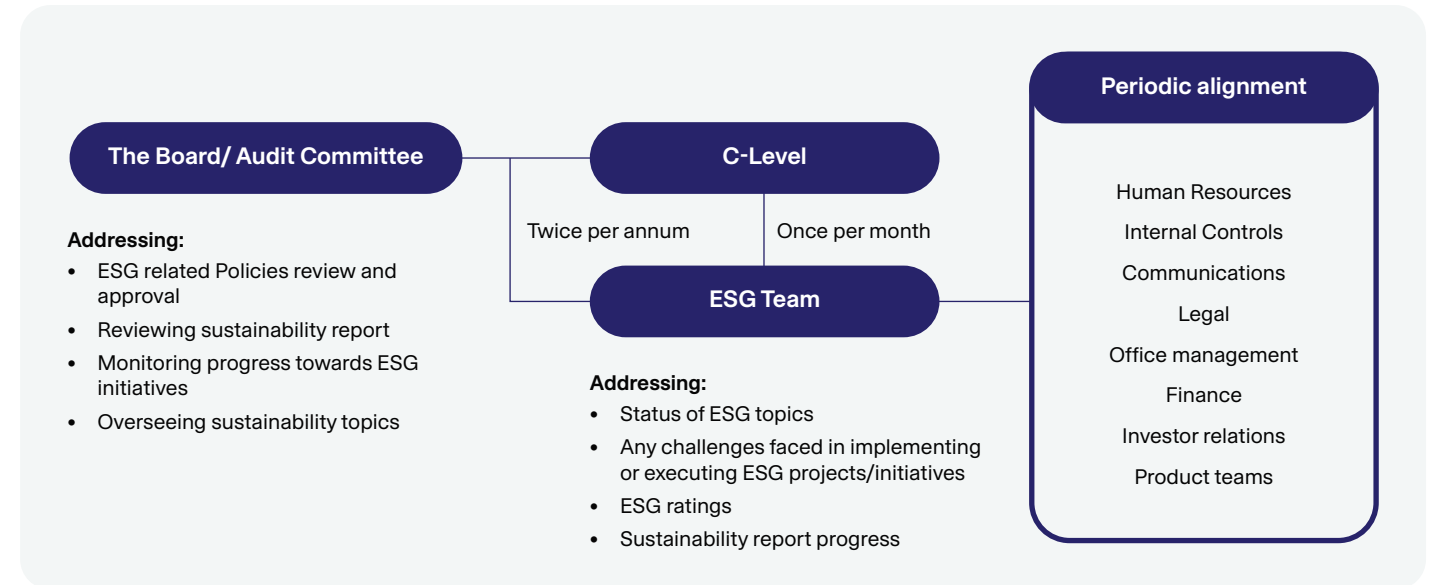 The Board/ Audit Committee
Addressing:
• ESG related Policies review and
approval
• Reviewing sustainability report
• Monitoring progress towards ESG
initiatives
• Overseeing sustainability topics
C-Level
Twice per annum
Once per month
ESG Team
Addressing:
• Status of ESG topics
• Any challenges faced in implementing
or executing ESG projects/initiatives
• ESG ratings
• Sustainability report progress
Periodic alignment
Human Resources
Internal Controls
Communications
Legal
Office management
Finance
Investor relations
Product teams